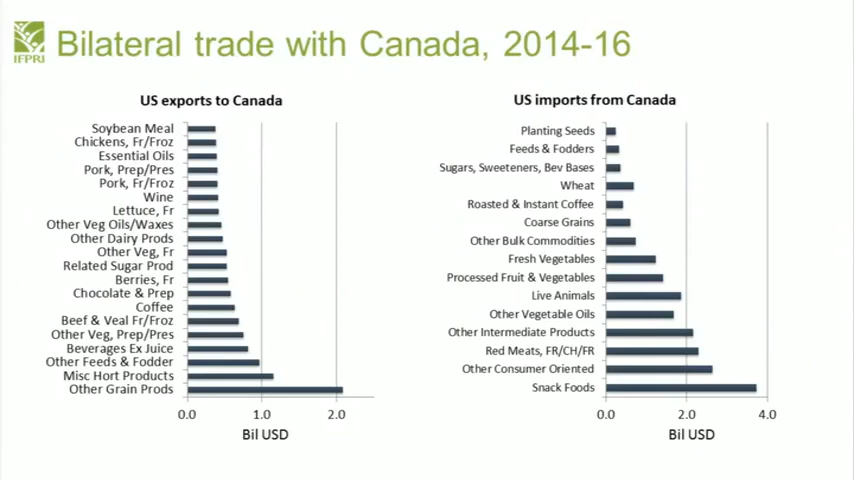 IFPRI
Bilateral trade with Canada, 2014-16
US exports to Canada
Soybean Meal
Chickens, Fr/Froz
Essential Oils
Pork, Prep/Pres
Pork, Fr/Froz
Wine
Lettuce, Fr
Other Veg Oils/Waxes
Other Dairy Prods
Other Veg, Fr
Related Sugar Prod
Berries, Fr
Chocolate & Prep
Coffee
Beef & Veal Fr/Froz
Other Veg, Prep/Pres
Beverages Ex Juice
Other Feeds & Fodder
Misc Hort Products
Other Grain Prods
0.0 1.0 2.0
Bil USD
US imports from Canada
Planting Seeds
Feeds & Fodders
Sugars, Sweeteners, Bev Bases
Wheat
Roasted & Instant Coffee
Coarse Grains
Other Bulk Commodities
Fresh Vegetables
Processed Fruit & Vegetables
Live Animals
Other Vegetable Oils
Other Intermediate Products
Red Meats, FR/CH/FR
Other Consumer Oriented
Snack Foods
0.0 2.0 4.0
Bil USD